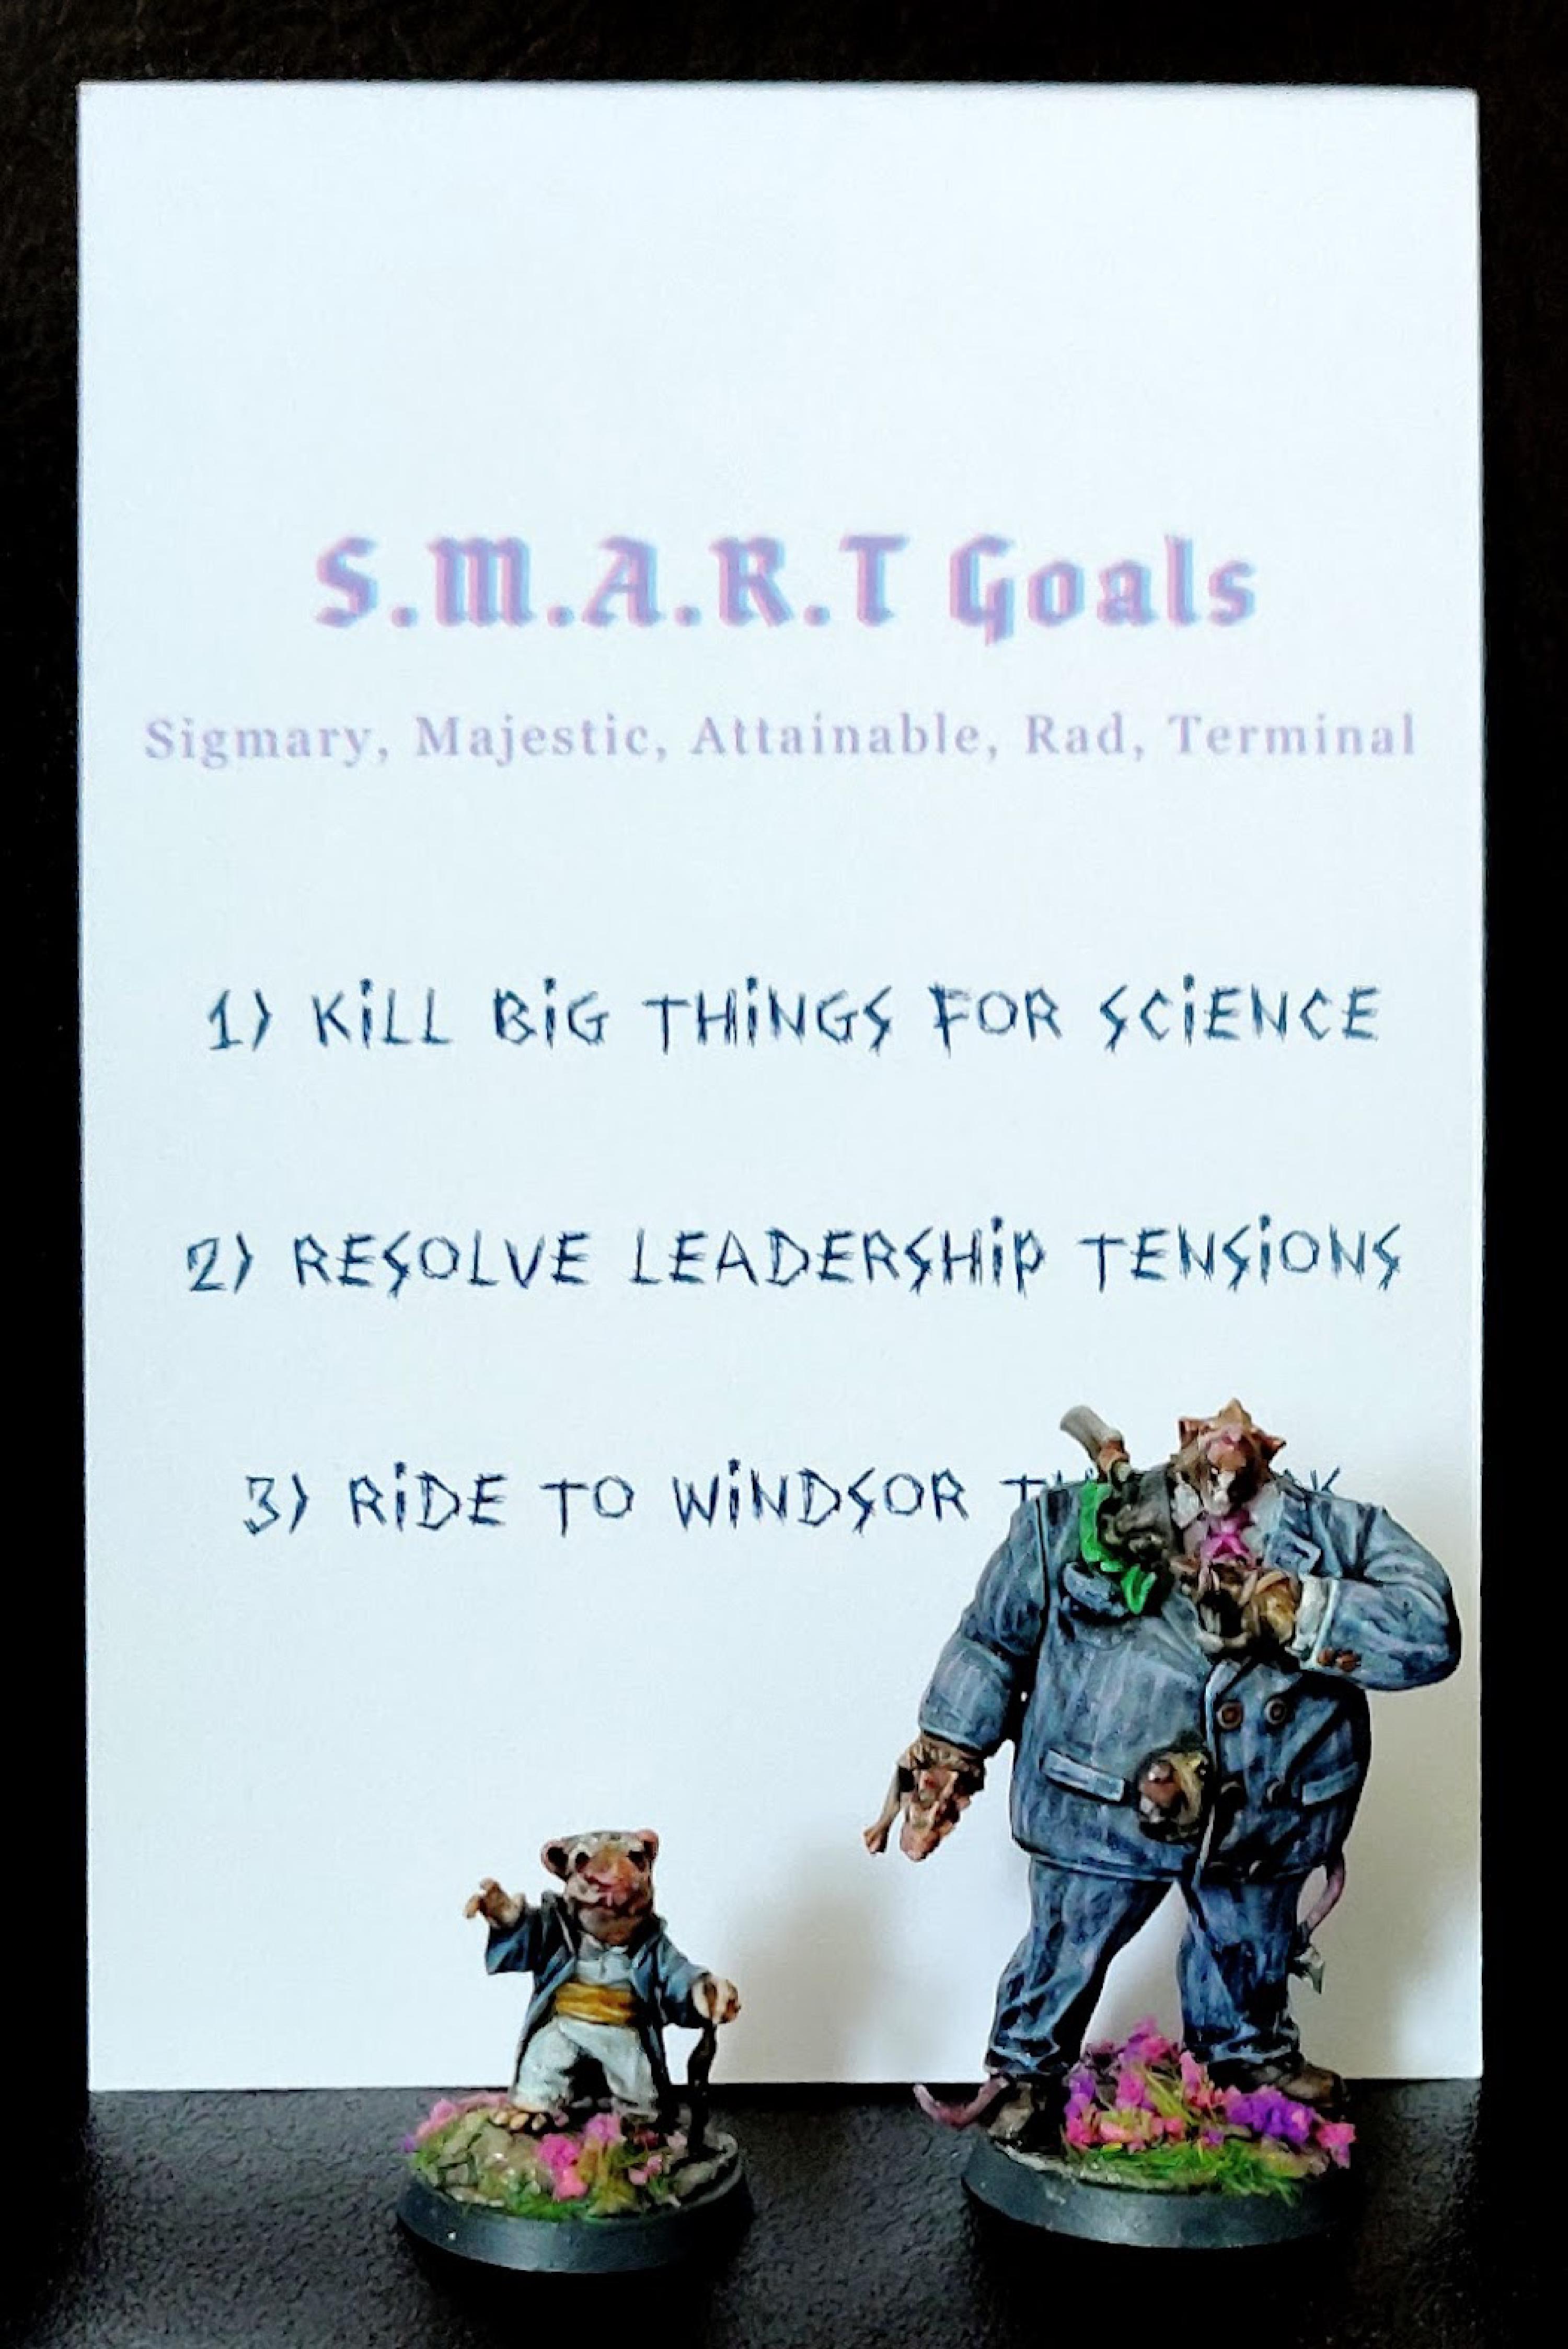 S.M.A.R.T Goals
Sigmary, Majestic, Attainable, Rad, Terminal
1) KiLL BiG THiNGS FOR SCiENCE
2) RESOLVE LEADERSHiP TENSiONS
3) RiDE TO WiNDSOR